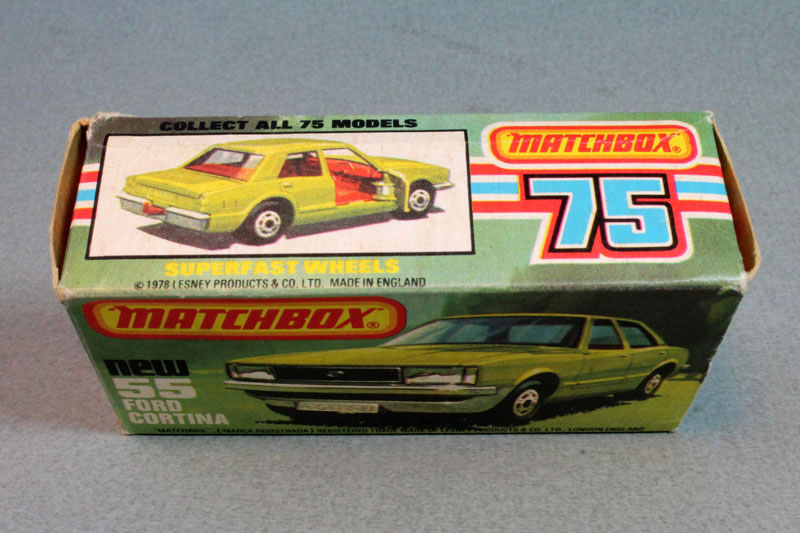 COLLECT ALL 75 MODELS
MATCHBOX®
75
SUPERFAST WHEELS
© 1978 LESNEY PRODUCTS & CO. LTD. MADE IN ENGLAND
MATCHBOX®
new
55
FORD
CORTINA
"MATCHBOX", (MARCA REGISTRADA) REGISTERED TRADE MARK OF LESNEY PRODUCTS & CO. LTD., LONDON ENGLAND